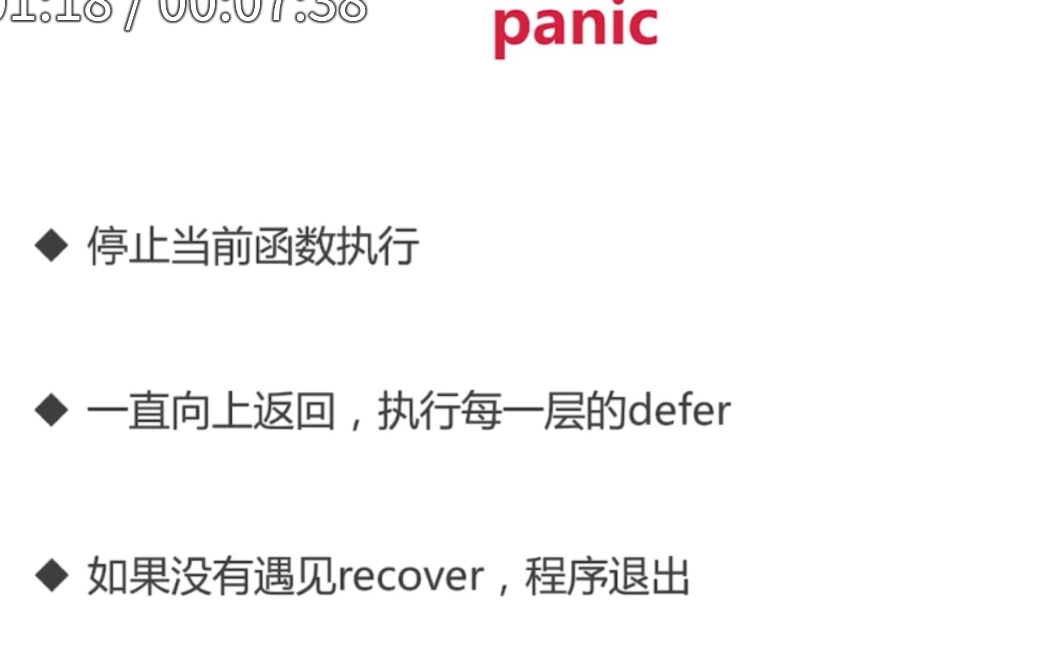 01:18 / 00:07:38
panic
◆ 停止当前函数执行
◆ 一直向上返回，执行每一层的defer
◆ 如果没有遇见recover，程序退出